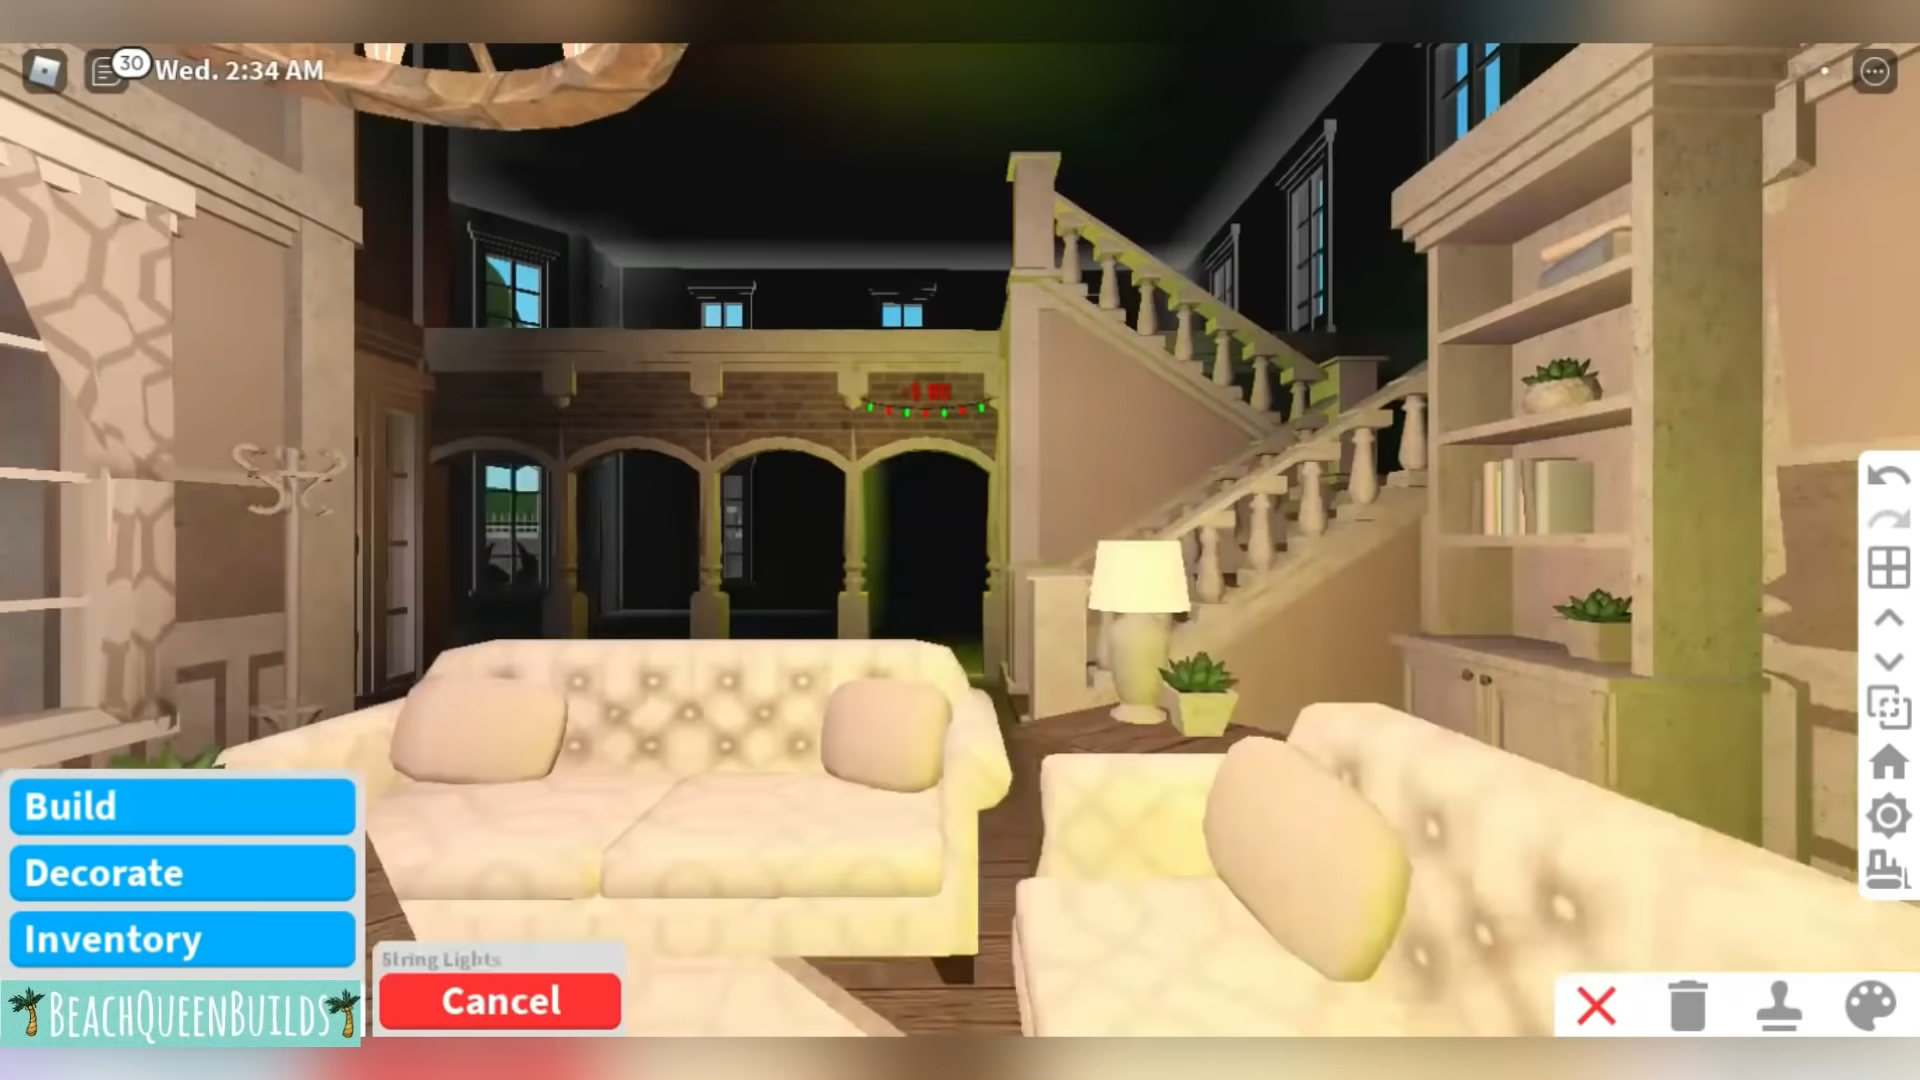 30
Wed. 2:34 AM
Build
Decorate
Inventory
String Lights
Cancel
BEACHQUEENBUILDS